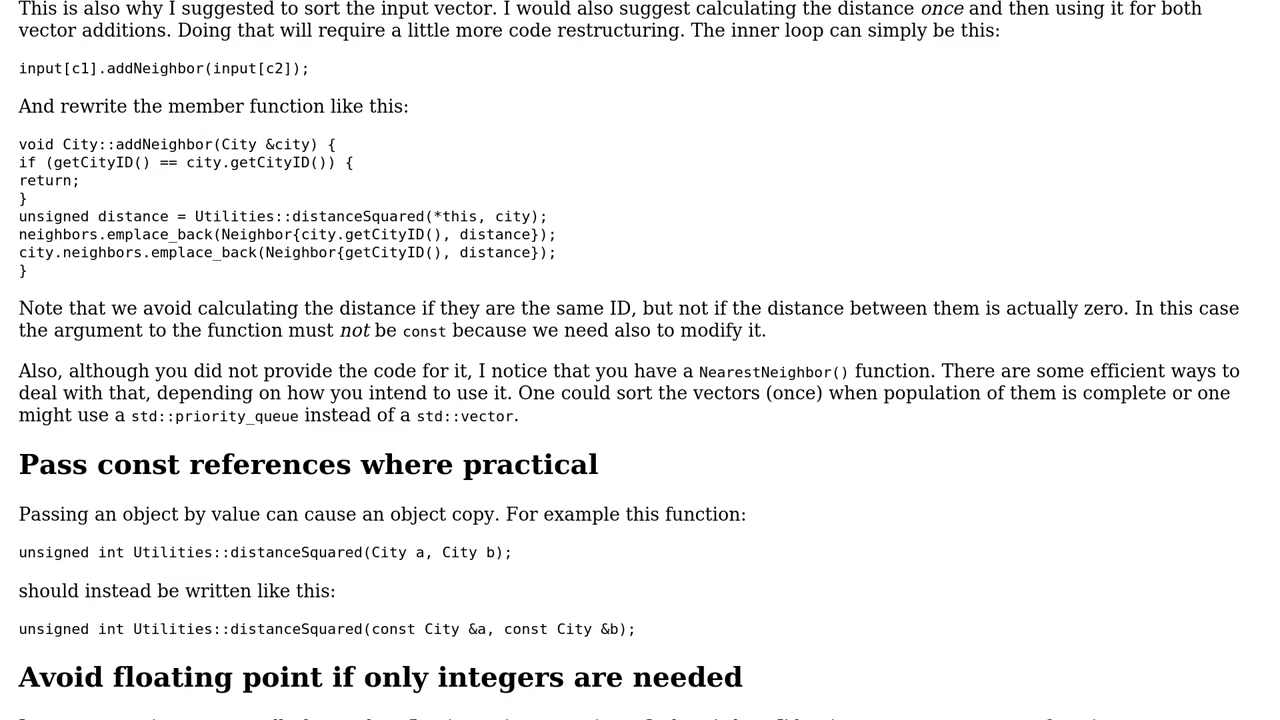 This is also why I suggested to sort the input vector. I would also suggest calculating the distance once and then using it for both
vector additions. Doing that will require a little more code restructuring. The inner loop can simply be this:
input[c1].addNeighbor(input[c2]);
And rewrite the member function like this:
void City::addNeighbor(City &city) {
if (getCityID() == city.getCityID()) {
return;
}
unsigned distance = Utilities::distanceSquared(*this, city);
neighbors.emplace_back(Neighbor{city.getCityID(), distance});
city.neighbors.emplace_back(Neighbor{getCityID(), distance});
}
Note that we avoid calculating the distance if they are the same ID, but not if the distance between them is actually zero. In this case
the argument to the function must not be const because we need also to modify it.
Also, although you did not provide the code for it, I notice that you have a NearestNeighbor() function. There are some efficient ways to
deal with that, depending on how you intend to use it. One could sort the vectors (once) when population of them is complete or one
might use a std::priority_queue instead of a std::vector.
Pass const references where practical
Passing an object by value can cause an object copy. For example this function:
unsigned int Utilities::distanceSquared(City a, City b);
should instead be written like this:
unsigned int Utilities::distanceSquared(const City &a, const City &b);
Avoid floating point if only integers are needed